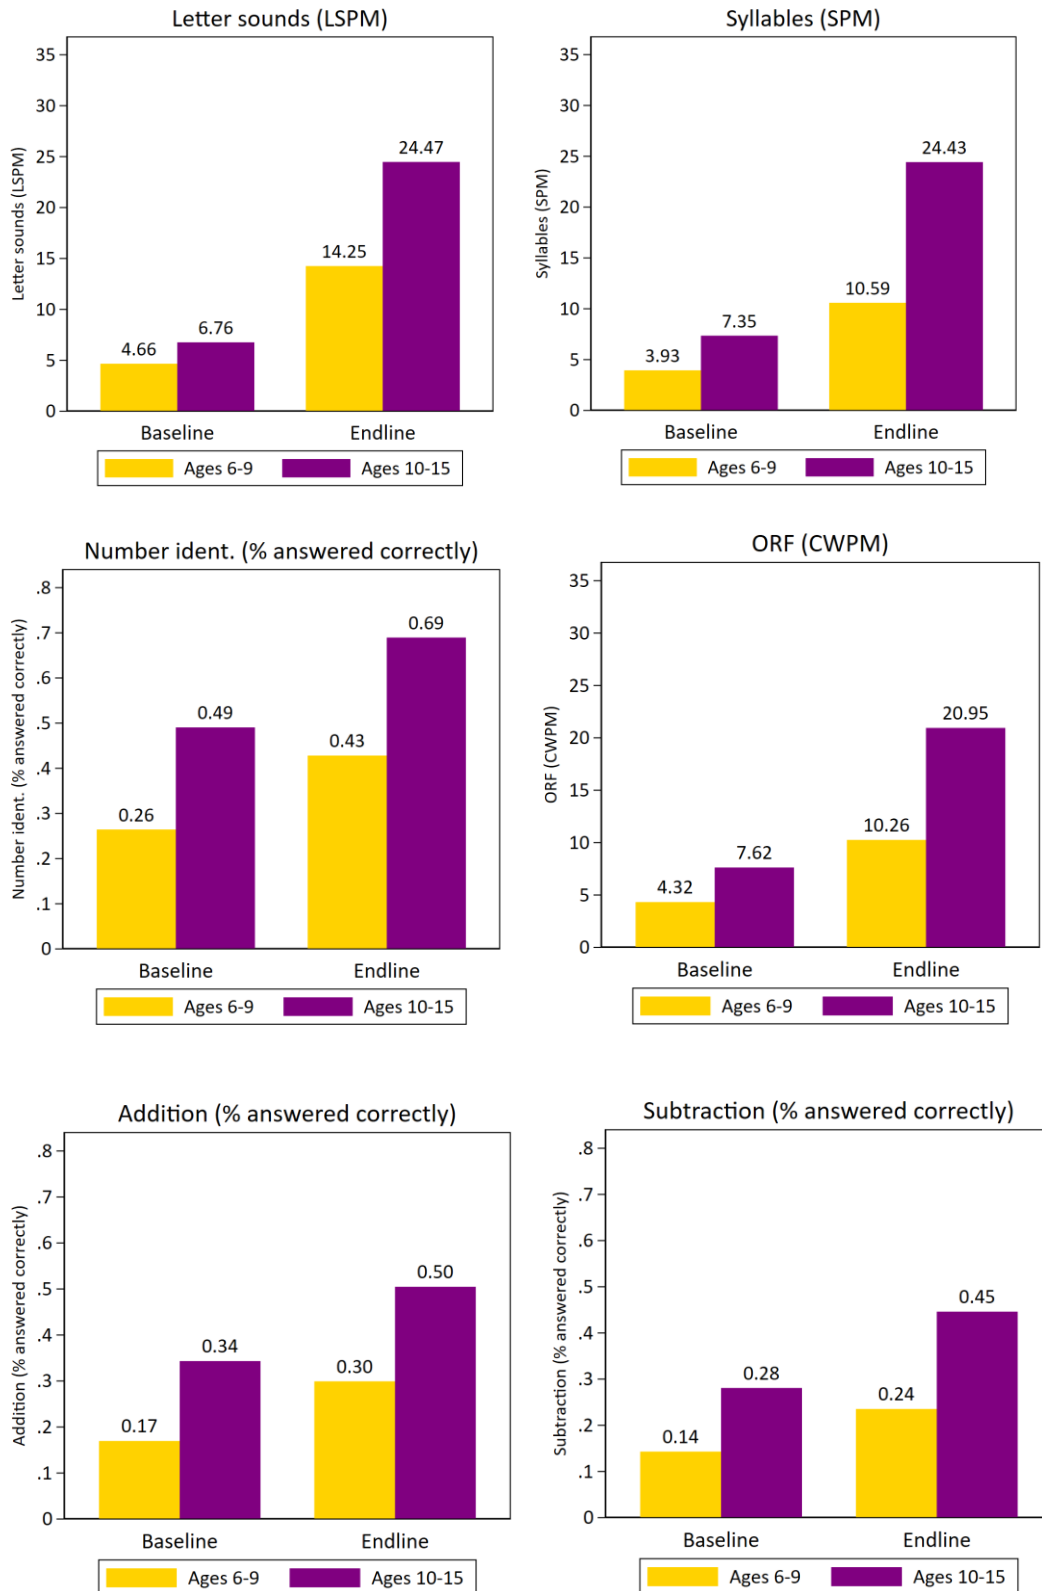 Letter sounds (LSPM)
Letter sounds (LSPM)
35
30
25
20
15
10
5
0
4.66
6.76
14.25
24.47
Baseline
Endline
Ages 6-9
Ages 10-15
Syllables (SPM)
Syllables (SPM)
35
30
25
20
15
10
5
0
3.93
7.35
10.59
24.43
Baseline
Endline
Ages 6-9
Ages 10-15
Number ident. (% answered correctly)
Number ident. (% answered correctly)
.8
.7
.6
.5
.4
.3
.2
.1
0
0.26
0.49
0.43
0.69
Baseline
Endline
Ages 6-9
Ages 10-15
ORF (CWPM)
ORF (CWPM)
35
30
25
20
15
10
5
0
4.32
7.62
10.26
20.95
Baseline
Endline
Ages 6-9
Ages 10-15
Addition (% answered correctly)
Addition (% answered correctly)
.8
.7
.6
.5
.4
.3
.2
.1
0
0.17
0.34
0.30
0.50
Baseline
Endline
Ages 6-9
Ages 10-15
Subtraction (% answered correctly)
Subtraction (% answered correctly)
.8
.7
.6
.5
.4
.3
.2
.1
0
0.14
0.28
0.24
0.45
Baseline
Endline
Ages 6-9
Ages 10-15